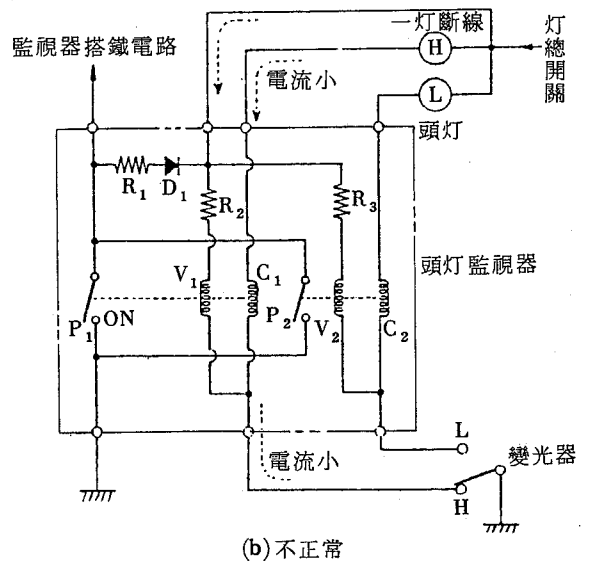 一灯斷線
灯總開關
監視器搭鐵電路
H
電流小
L
頭灯
R₁
D₁
R₂
R₃
頭灯監視器
V₁
C₁
P₁
ON
P₂
V₂
C₂
電流小
L
變光器
H
(b)不正常